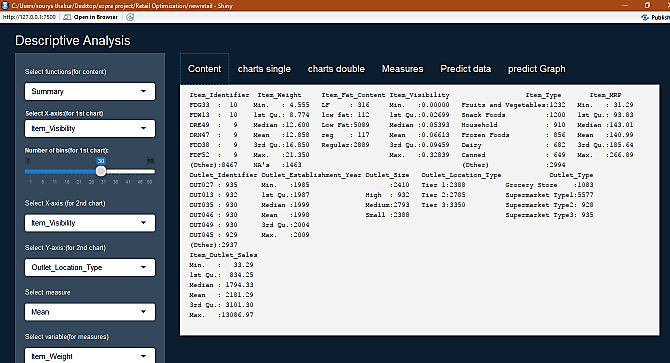 C:/Users/sourya thakur/Desktop/sopra project/Retail Optimization/newretail - Shiny
http://127.0.0.1:7500 | Open in Browser
Publish
Descriptive Analysis
Select functions(for content)
Summary
Select X-axis:(for 1st chart)
Item_Visibility
Number of bins(for 1st chart):
1 30
1 6 11 16 21 26 31 36 41 46 50
Select X-axis:(for 2nd chart)
Item_Visibility
Select Y-axis:(for 2nd chart)
Outlet_Location_Type
Select measure
Mean
Select variable(for measures)
Item_Weight
Content charts single charts double Measures Predict data predict Graph
Item_Identifier Item_Weight Item_Fat_Content Item_Visibility Item_Type Item_MRP
FDG33 : 10 Min. : 4.555 LF : 316 Min. :0.00000 Fruits and Vegetables:1232 Min. : 31.29
FDW13 : 10 1st Qu.: 8.774 low fat: 112 1st Qu.:0.02699 Snack Foods :1200 1st Qu.: 93.83
DRE49 : 9 Median :12.600 Low Fat:5089 Median :0.05393 Household : 910 Median :143.01
DRN47 : 9 Mean :12.858 reg : 117 Mean :0.06613 Frozen Foods : 856 Mean :140.99
FDD38 : 9 3rd Qu.:16.850 Regular:2889 3rd Qu.:0.09459 Dairy : 682 3rd Qu.:185.64
FDF52 : 9 Max. :21.350 Max. :0.32839 Canned : 649 Max. :266.89
(Other):8467 NA's :1463 (Other) :2994
Outlet_Identifier Outlet_Establishment_Year Outlet_Size Outlet_Location_Type Outlet_Type
OUT027 : 935 Min. :1985 :2410 Tier 1:2388 Grocery Store :1083
OUT013 : 932 1st Qu.:1987 High : 932 Tier 2:2785 Supermarket Type1:5577
OUT035 : 930 Median :1999 Medium:2793 Tier 3:3350 Supermarket Type2: 928
OUT046 : 930 Mean :1998 Small :2388 Supermarket Type3: 935
OUT049 : 930 3rd Qu.:2004
OUT045 : 929 Max. :2009
(Other):2937
Item_Outlet_Sales
Min. : 33.29
1st Qu.: 834.25
Median : 1794.33
Mean : 2181.29
3rd Qu.: 3101.30
Max. :13086.97